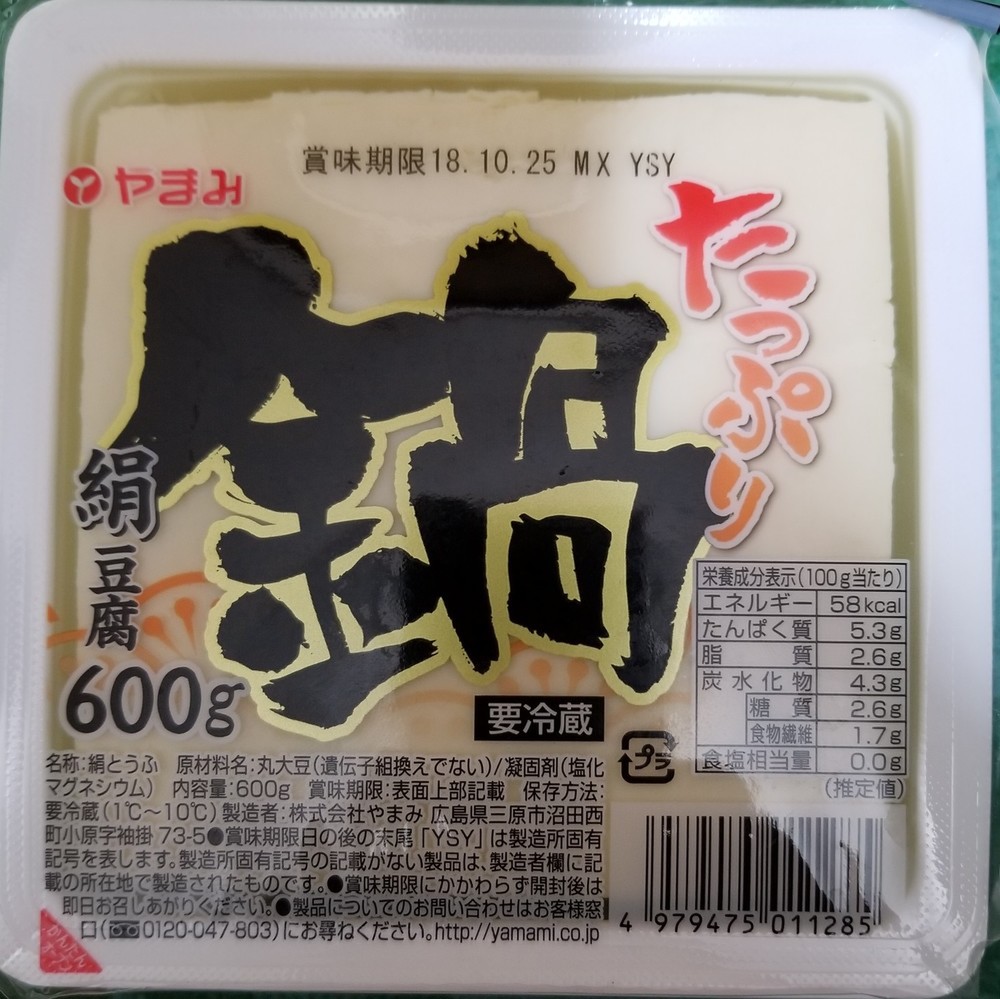 賞味期限18.10.25 MX YSY
やまみ
たっぷり
鍋
絹豆腐
600g
要冷蔵
プラ
栄養成分表示(100g当たり)
エネルギー 58kcal
たんぱく質 5.3g
脂質 2.6g
炭水化物 4.3g
糖質 2.6g
食物繊維 1.7g
食塩相当量 0.0g
(推定値)
名称:絹とうふ 原材料名:丸大豆(遺伝子組換えでない)/凝固剤(塩化
マグネシウム) 内容量:600g 賞味期限:表面上部記載 保存方法:
要冷蔵(1℃~10℃)製造者:株式会社やまみ 広島県三原市沼田西
町小原字袖掛 73-5●賞味期限日の後の末尾「YSY」は製造所固有
記号を表します。製造所固有記号の記載がない製品は、製造者欄に記
載の所在地で製造されたものです。●賞味期限にかかわらず開封後は
即日お召しあがりください。●製品についてのお問い合わせはお客様窓
口(0120-047-803)にお尋ねください。http://yamami.co.jp
4 979475 011285